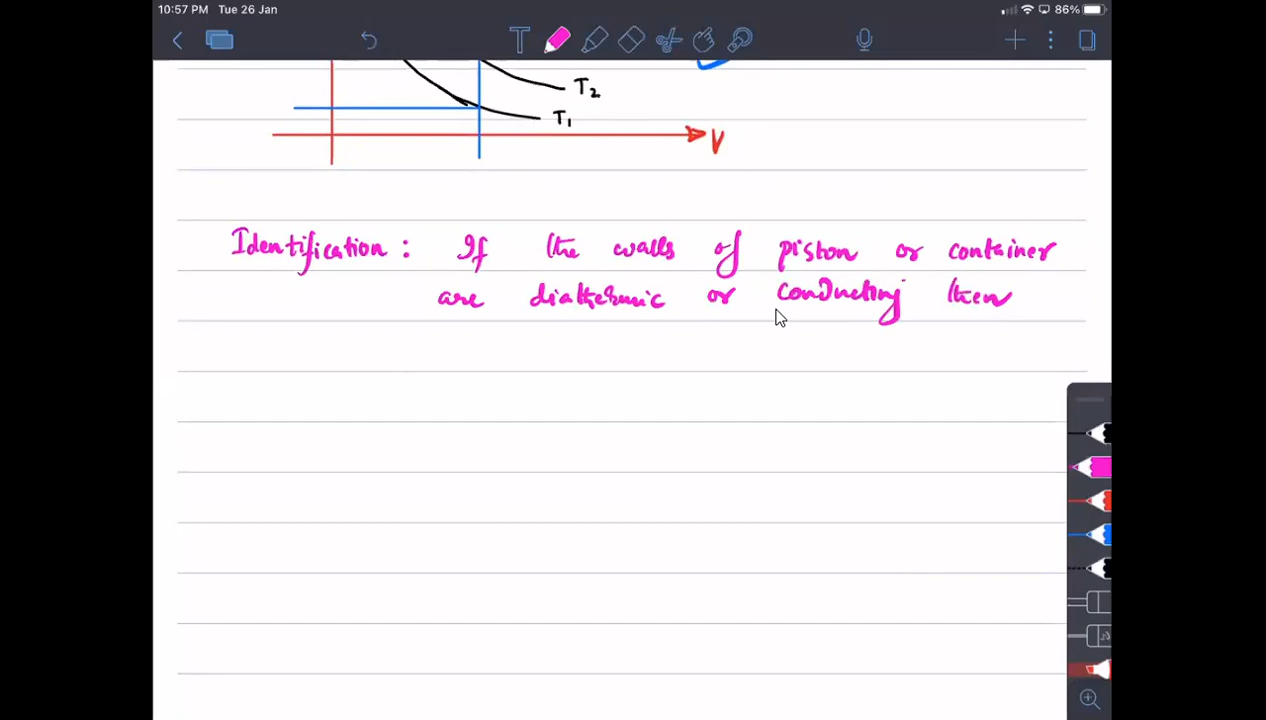 10:57 PM Tue 26 Jan
86%
T
T2
T1
V
Identification : If the walls of piston or container
are diathermic or conducting then